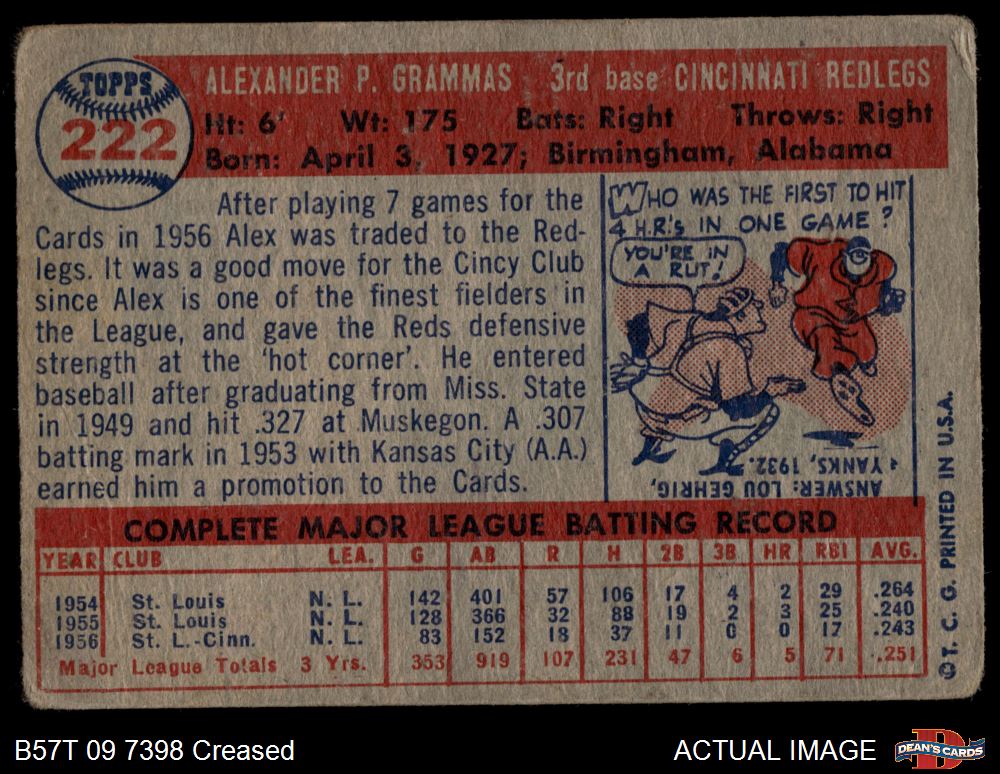 TOPPS
222
ALEXANDER P. GRAMMAS 3rd base CINCINNATI REDLEGS
Ht: 6' Wt: 175 Bats: Right Throws: Right
Born: April 3, 1927; Birmingham, Alabama
After playing 7 games for the
Cards in 1956 Alex was traded to the Red-
legs. It was a good move for the Cincy Club
since Alex is one of the finest fielders in
the League, and gave the Reds defensive
strength at the 'hot corner'. He entered
baseball after graduating from Miss. State
in 1949 and hit .327 at Muskegon. A .307
batting mark in 1953 with Kansas City (A.A.)
earned him a promotion to the Cards.
WHO WAS THE FIRST TO HIT
4 H.R.'s IN ONE GAME?
YOU'RE IN
A RUT!
ANSWER: LOU GEHRIG,
YANKS, 1932.
© T. C. G. PRINTED IN U.S.A.
COMPLETE MAJOR LEAGUE BATTING RECORD
YEAR CLUB LEA. G AB R H 2B 3B HR RBI AVG.
1954 St. Louis N. L. 142 401 57 106 17 4 2 29 .264
1955 St. Louis N. L. 128 366 32 88 19 2 3 25 .240
1956 St. L.-Cinn. N. L. 83 152 18 37 11 0 0 17 .243
Major League Totals 3 Yrs. 353 919 107 231 47 6 5 71 .251
B57T 09 7398 Creased
ACTUAL IMAGE
D
DEAN'S CARDS